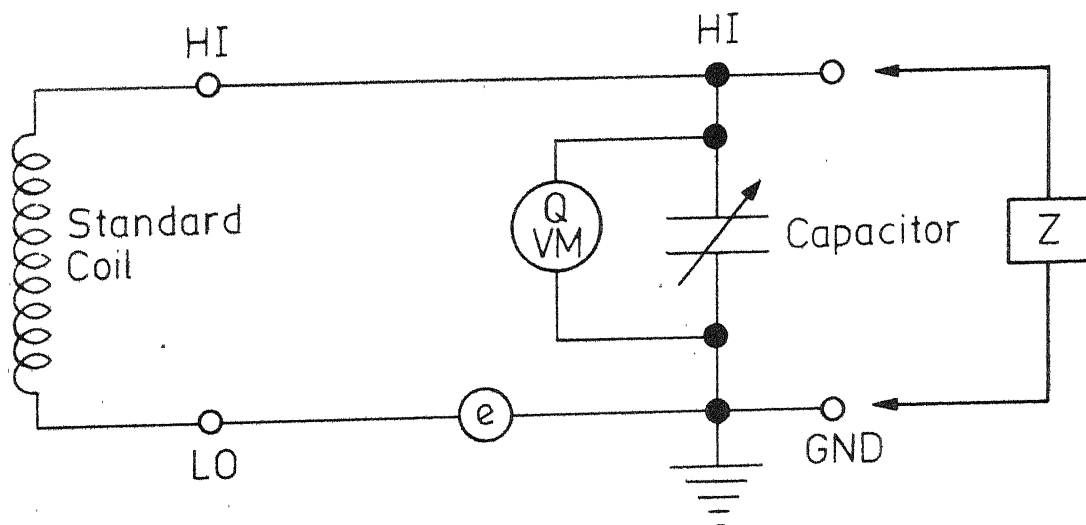 HI
HI
Standard
Coil
Q
VM
Capacitor
Z
e
LO
GND